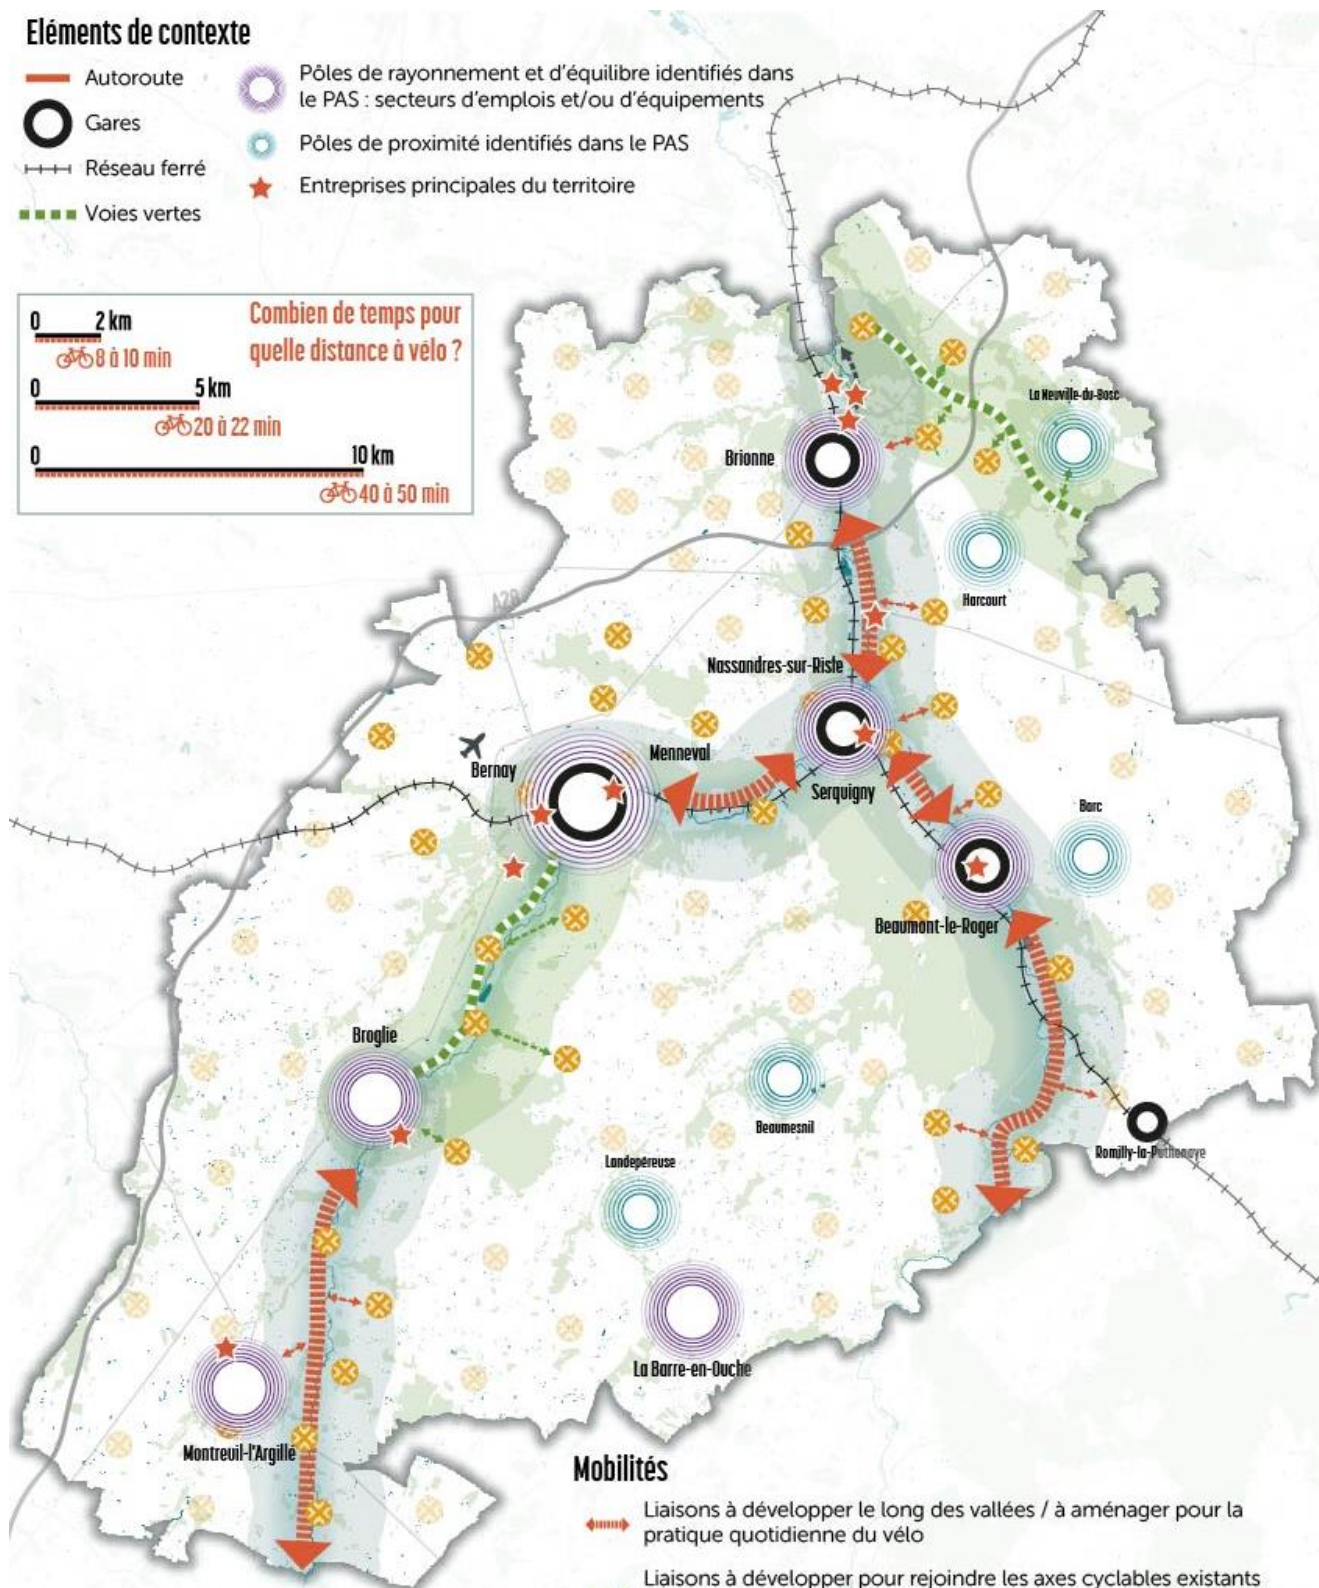 Eléments de contexte
Autoroute
Gares
Réseau ferré
Voies vertes
Pôles de rayonnement et d'équilibre identifiés dans
le PAS : secteurs d'emplois et/ou d'équipements
Pôles de proximité identifiés dans le PAS
Entreprises principales du territoire
Combien de temps pour
quelle distance à vélo ?
0 2 km
8 à 10 min
0 5 km
20 à 22 min
0 10 km
40 à 50 min
La Neuville-du-Bosc
Brionne
Harcourt
A28
Nassandres-sur-Risle
Menneval
Bernay
Serquigny
Barc
Beaumont-le-Roger
Broglie
Beaumesnil
Romilly-la-Puthenaye
Landepéreuse
La Barre-en-Ouche
Montreuil-l'Argillé
Mobilités
Liaisons à développer le long des vallées / à aménager pour la
pratique quotidienne du vélo
Liaisons à développer pour rejoindre les axes cyclables existants